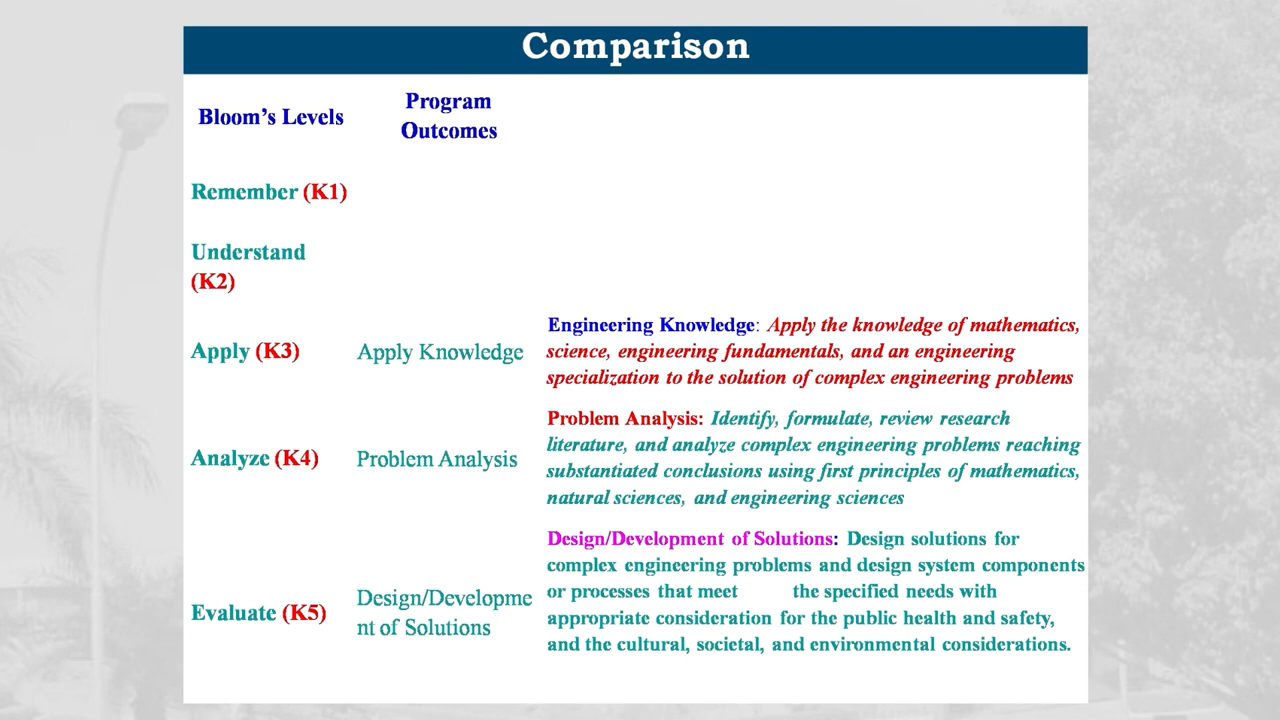 Comparison
Bloom's Levels
Program
Outcomes
Remember (K1)
Understand
(K2)
Apply (K3)
Apply Knowledge
Engineering Knowledge: Apply the knowledge of mathematics,
science, engineering fundamentals, and an engineering
specialization to the solution of complex engineering problems
Analyze (K4)
Problem Analysis
Problem Analysis: Identify, formulate, review research
literature, and analyze complex engineering problems reaching
substantiated conclusions using first principles of mathematics,
natural sciences, and engineering sciences
Evaluate (K5)
Design/Developme
nt of Solutions
Design/Development of Solutions: Design solutions for
complex engineering problems and design system components
or processes that meet the specified needs with
appropriate consideration for the public health and safety,
and the cultural, societal, and environmental considerations.